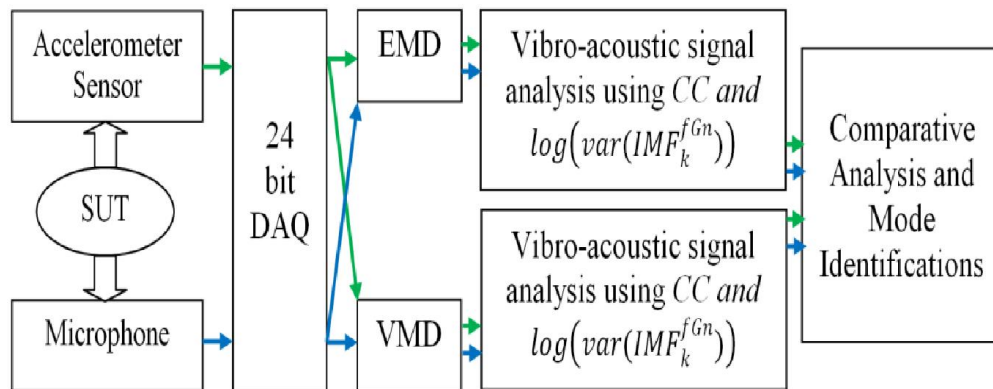 Accelerometer
Sensor
SUT
Microphone
24
bit
DAQ
EMD
VMD
Vibro-acoustic signal
analysis using CC and
log(var(IMF_k^{fGn}))
Vibro-acoustic signal
analysis using CC and
log(var(IMF_k^{fGn}))
Comparative
Analysis and
Mode
Identifications